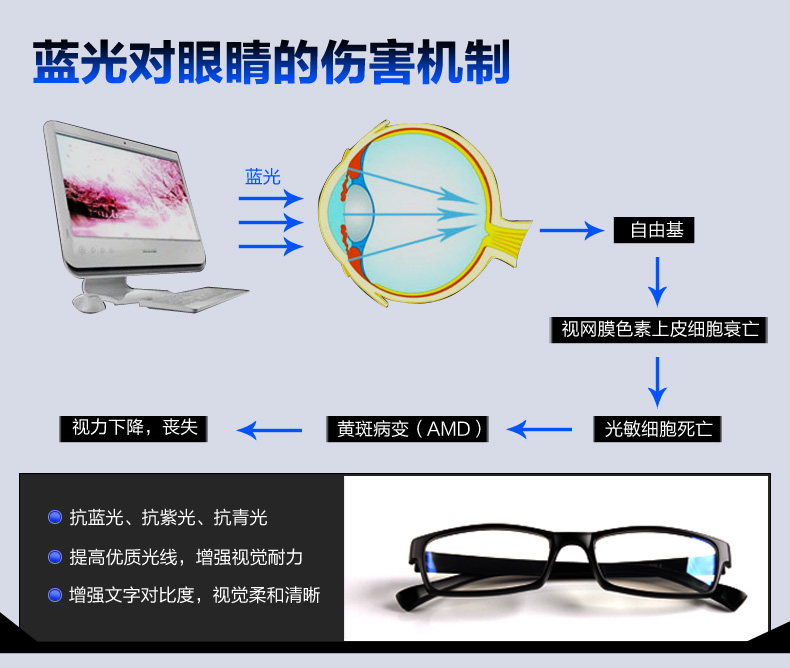 蓝光对眼睛的伤害机制
蓝光
自由基
视网膜色素上皮细胞衰亡
光敏细胞死亡
黄斑病变（AMD）
视力下降，丧失
抗蓝光、抗紫光、抗青光
提高优质光线，增强视觉耐力
增强文字对比度，视觉柔和清晰